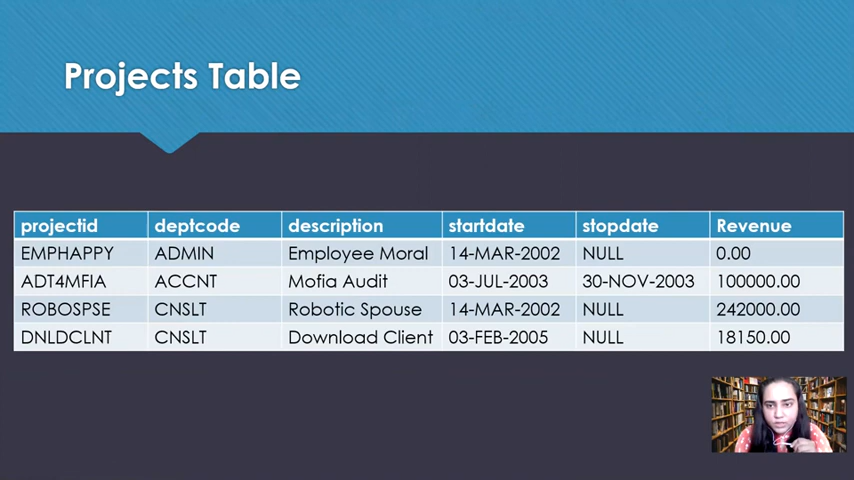 Projects Table
projectid deptcode description startdate stopdate Revenue
EMPHAPPY ADMIN Employee Moral 14-MAR-2002 NULL 0.00
ADT4MFIA ACCNT Mofia Audit 03-JUL-2003 30-NOV-2003 100000.00
ROBOSPSE CNSLT Robotic Spouse 14-MAR-2002 NULL 242000.00
DNLDCLNT CNSLT Download Client 03-FEB-2005 NULL 18150.00